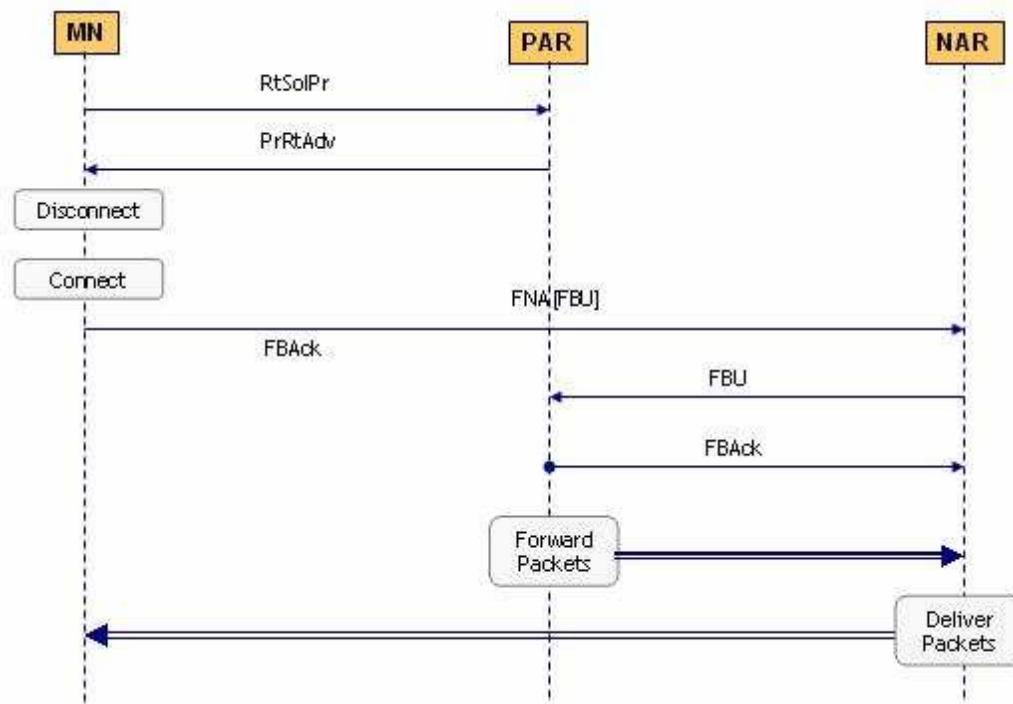 MN
PAR
NAR
RtSolPr
PrRtAdv
Disconnect
Connect
FNA[FBU]
FBAck
FBU
FBAck
Forward
Packets
Deliver
Packets